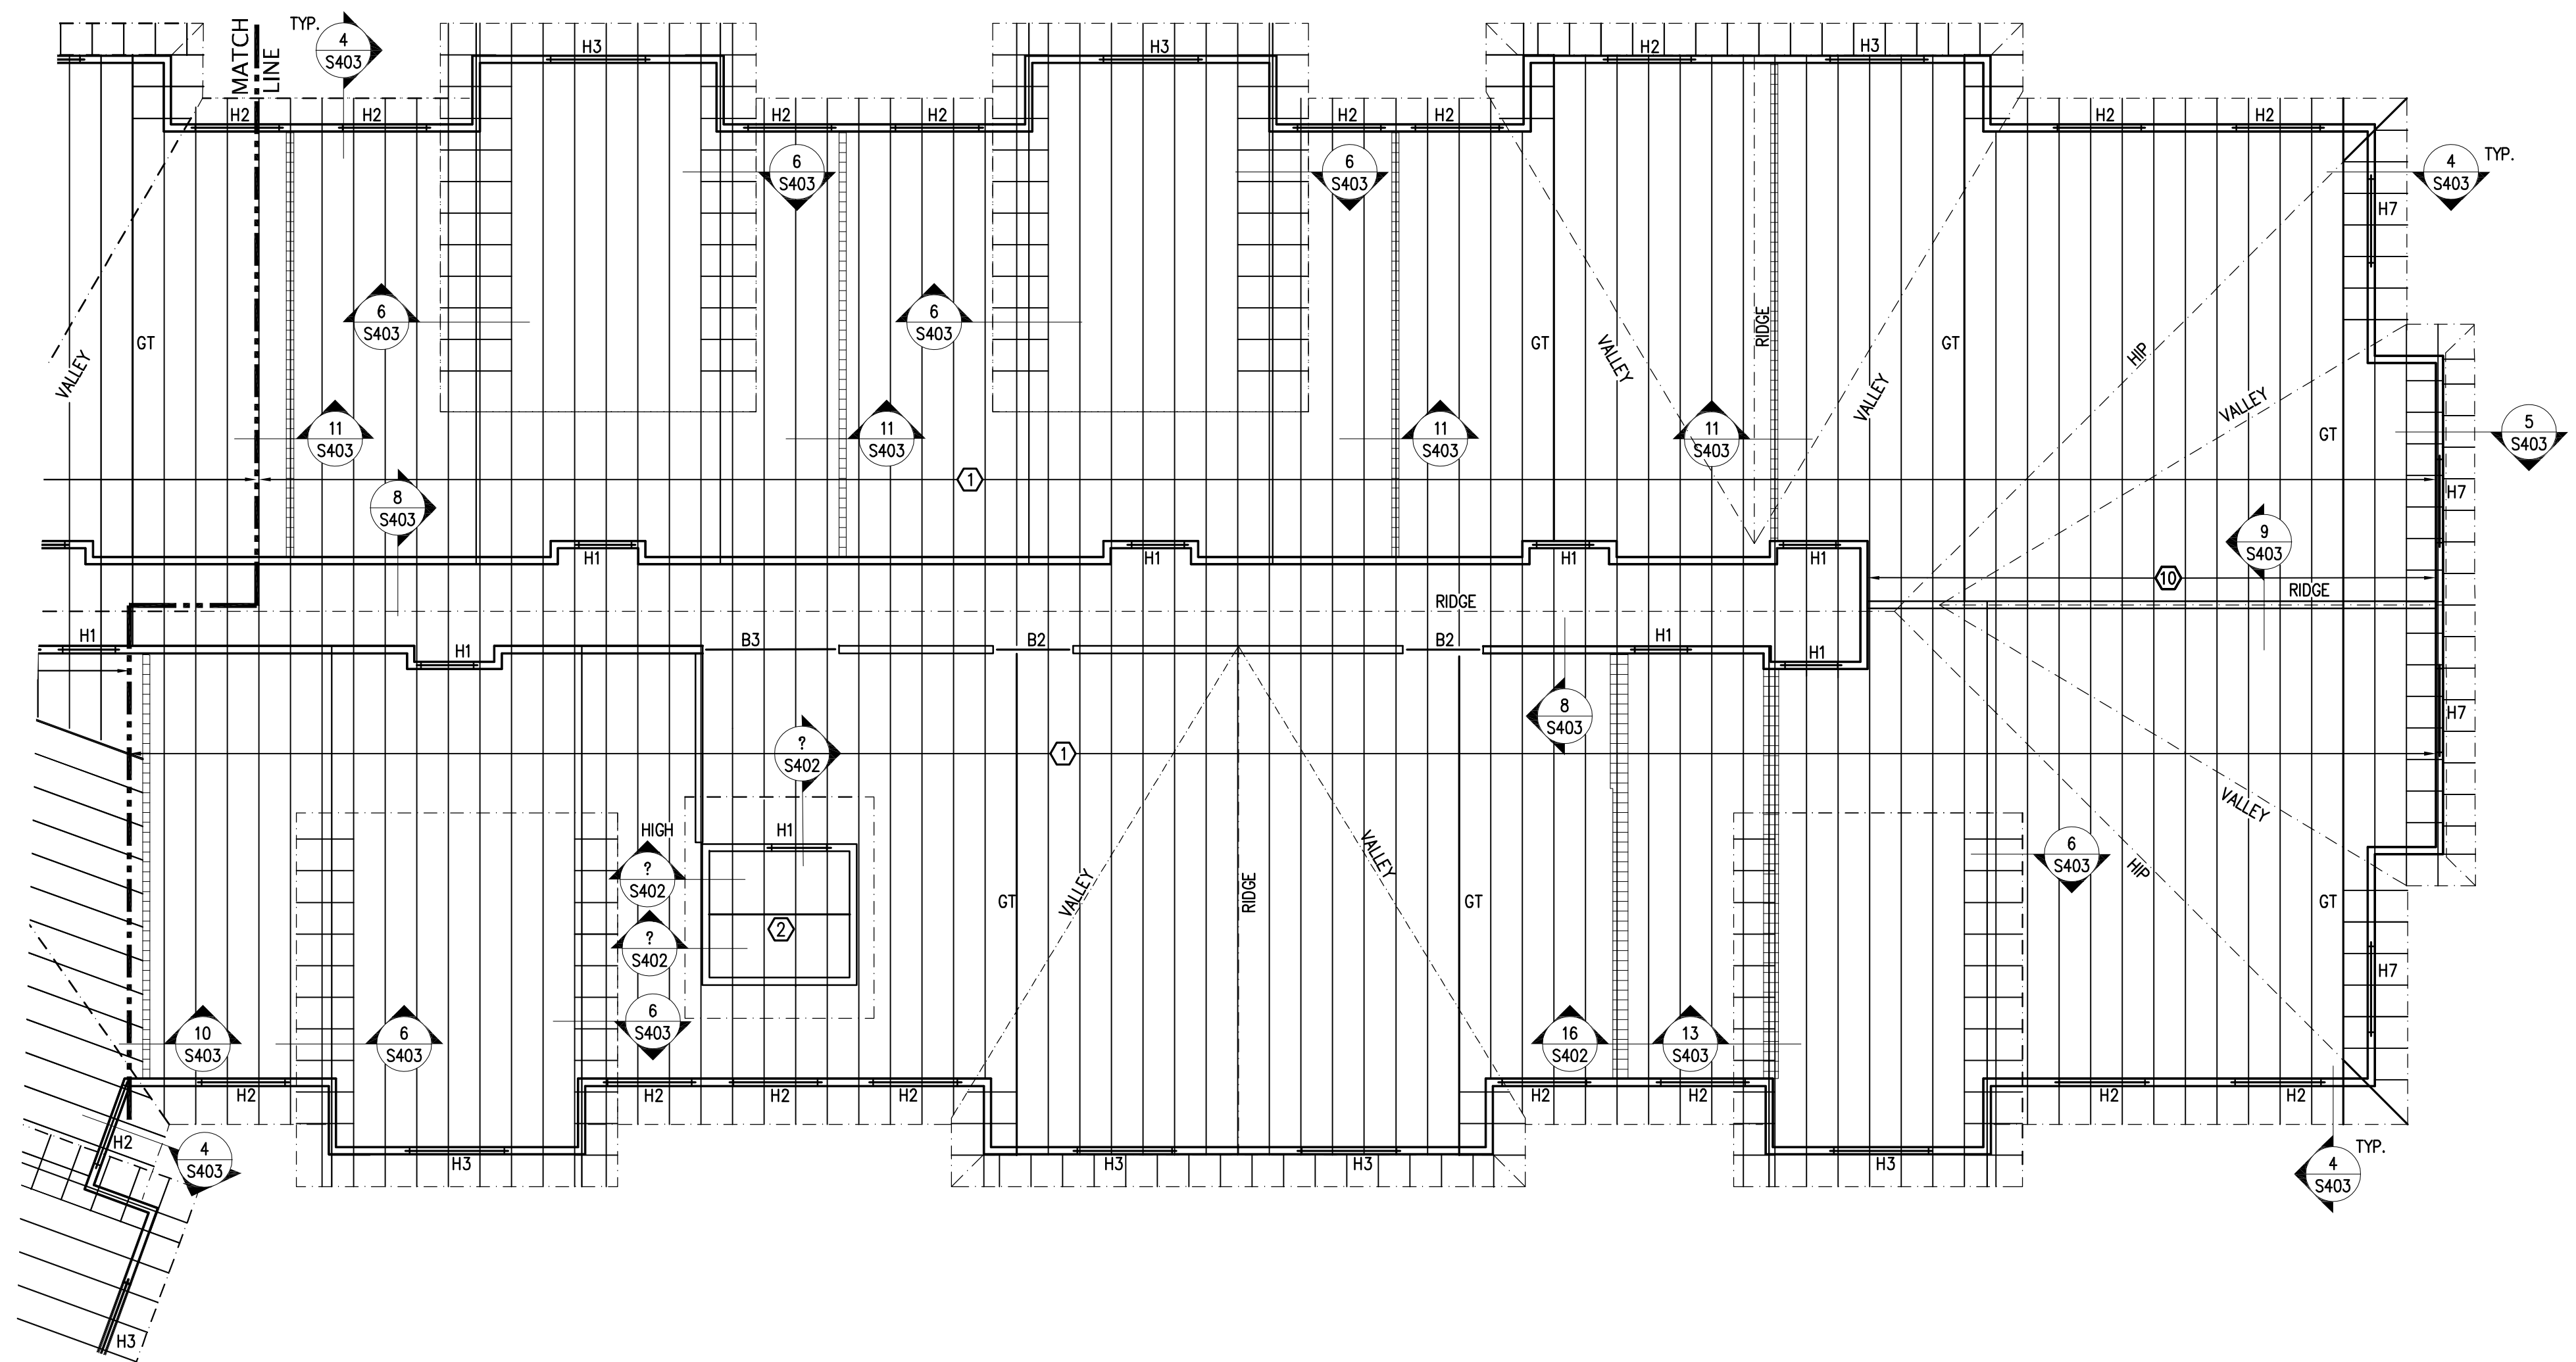 MATCH
LINE
TYP.
4
S403
H3
H3
H2
H3
H2
H2
H2
H2
H2
H2
H2
H2
6
S403
6
S403
4
S403
TYP.
H7
6
S403
6
S403
VALLEY
GT
GT
VALLEY
RIDGE
GT
VALLEY
HIP
VALLEY
GT
11
S403
11
S403
11
S403
11
S403
5
S403
1
8
S403
H7
9
S403
H1
H1
H1
H1
10
RIDGE
RIDGE
H1
H1
B3
B2
B2
H1
H1
8
S403
H7
?
S402
1
HIGH
H1
?
S402
2
?
S402
6
S403
GT
VALLEY
RIDGE
VALLEY
GT
VALLEY
6
S403
HIP
GT
H7
10
S403
6
S403
16
S402
13
S403
H2
H2
H2
H2
H2
H2
H2
H2
H2
4
S403
H3
H3
H3
H3
TYP.
4
S403
H3